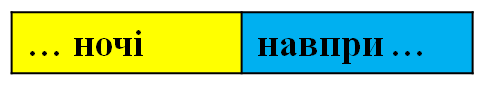 … ночі навпри …